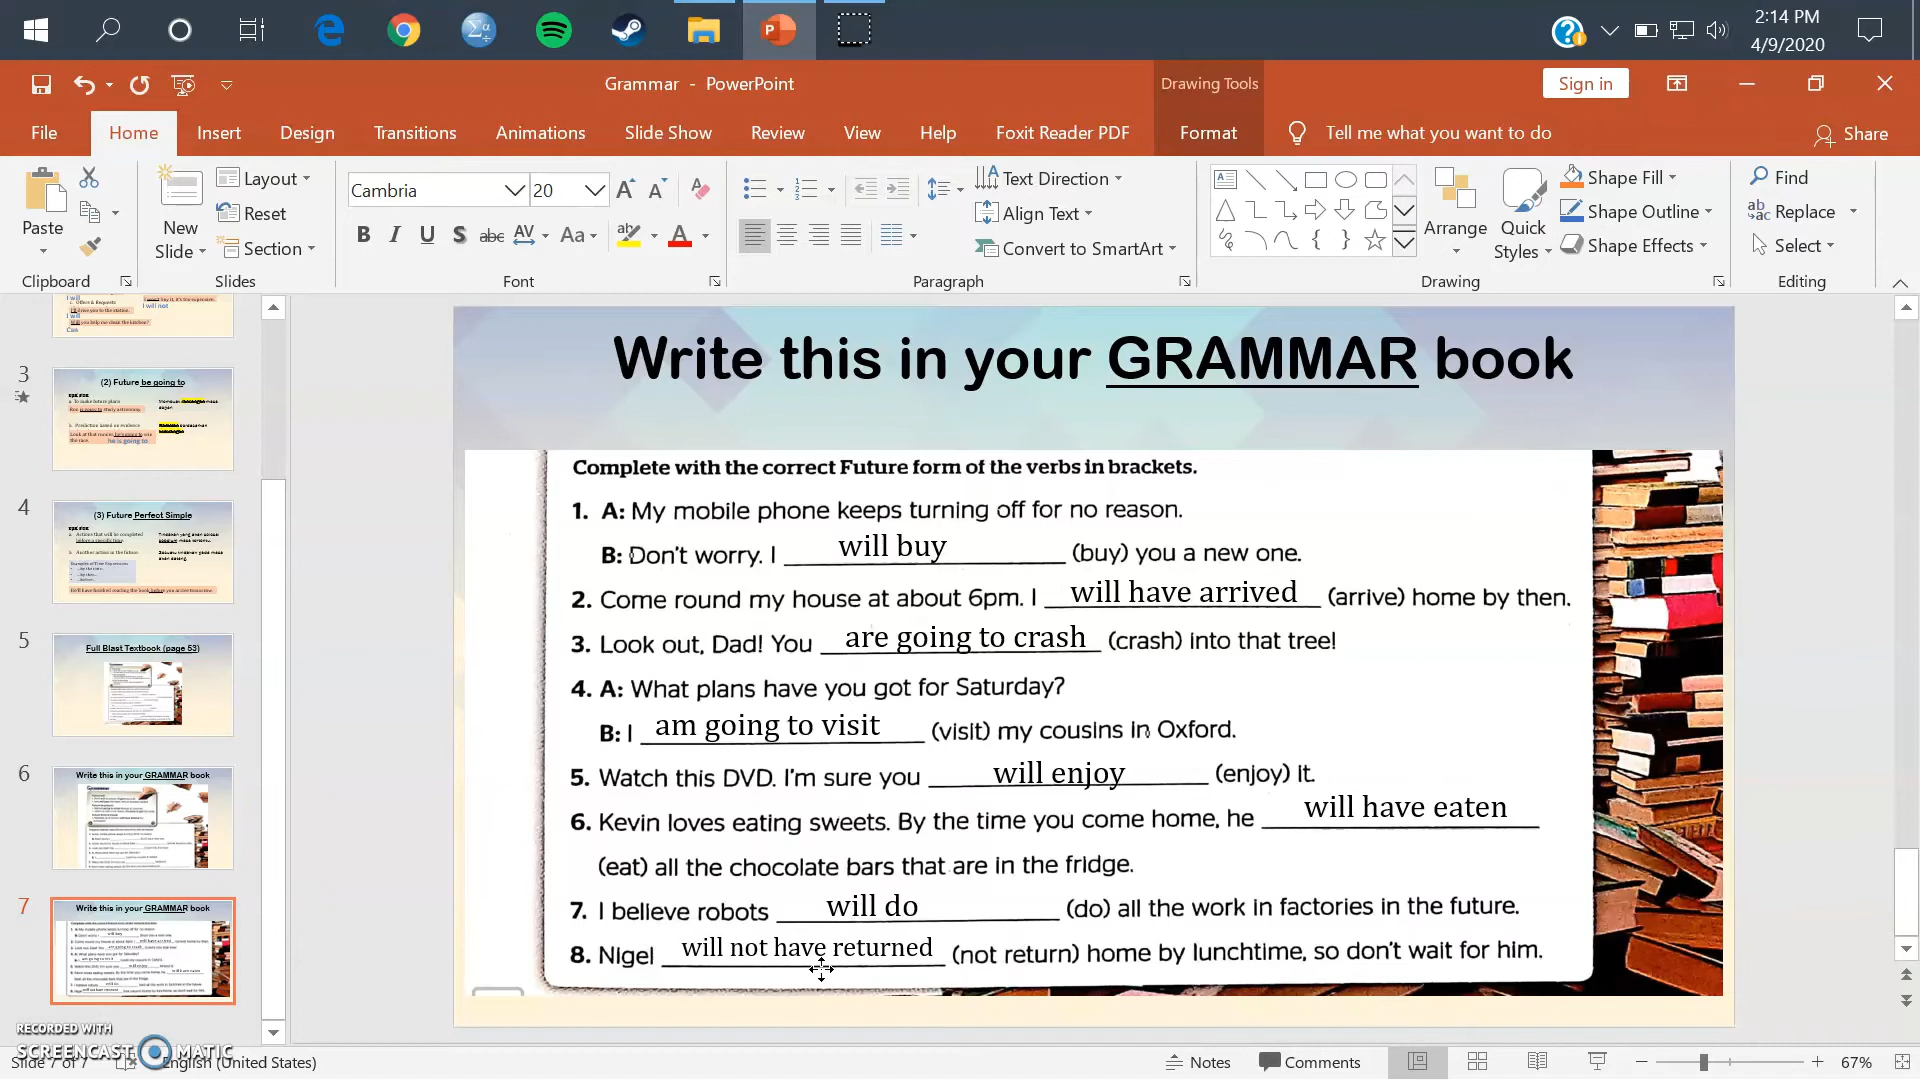 2:14 PM
4/9/2020
Grammar - PowerPoint
Drawing Tools
Sign in
File
Home
Insert
Design
Transitions
Animations
Slide Show
Review
View
Help
Foxit Reader PDF
Format
Tell me what you want to do
Share
Paste
Clipboard
New
Slide
Layout
Reset
Section
Slides
Cambria
20
Font
Text Direction
Align Text
Convert to SmartArt
Paragraph
Arrange
Quick
Styles
Shape Fill
Shape Outline
Shape Effects
Drawing
Find
Replace
Select
Editing
3
(2) Future be going to
4
(3) Future Perfect Simple
5
Full Blast Textbook (page 53)
6
Write this in your GRAMMAR book
7
Write this in your GRAMMAR book
Write this in your GRAMMAR book
Complete with the correct Future form of the verbs in brackets.
1. A: My mobile phone keeps turning off for no reason.
B: Don't worry. I will buy (buy) you a new one.
2. Come round my house at about 6pm. I will have arrived (arrive) home by then.
3. Look out, Dad! You are going to crash (crash) into that tree!
4. A: What plans have you got for Saturday?
B: I am going to visit (visit) my cousins in Oxford.
5. Watch this DVD. I'm sure you will enjoy (enjoy) it.
6. Kevin loves eating sweets. By the time you come home, he will have eaten
(eat) all the chocolate bars that are in the fridge.
7. I believe robots will do (do) all the work in factories in the future.
8. Nigel will not have returned (not return) home by lunchtime, so don't wait for him.
RECORDED WITH
SCREENCAST MATIC
Slide 7 of 7
English (United States)
Notes
Comments
67%